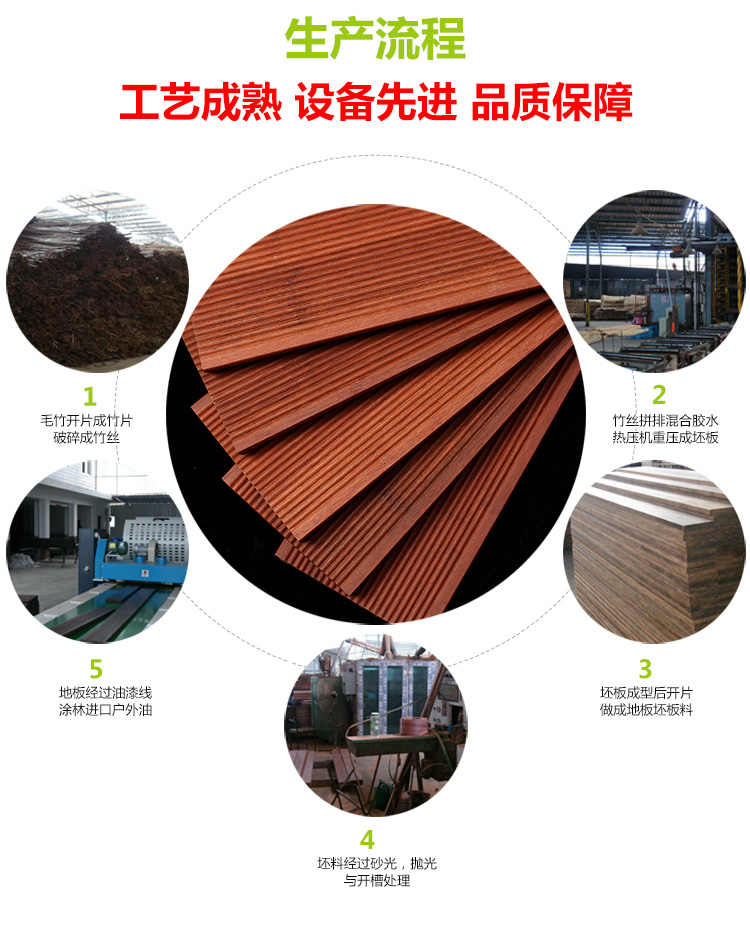 生产流程
工艺成熟 设备先进 品质保障
1
毛竹开片成竹片
破碎成竹丝
2
竹丝拼排混合胶水
热压机重压成坯板
3
坯板成型后开片
做成地板坯板料
4
坯料经过砂光，抛光
与开槽处理
5
地板经过油漆线
涂林进口户外油